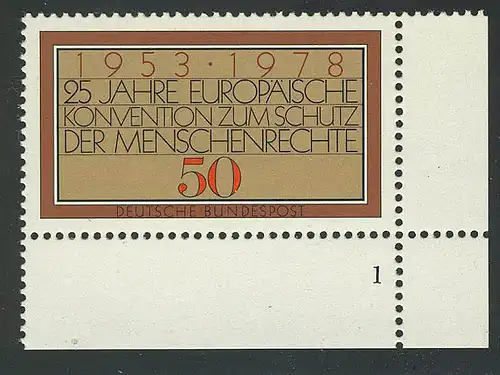 1953 · 1978
25 JAHRE EUROPÄISCHE
KONVENTION ZUM SCHUTZ
DER MENSCHENRECHTE
50
DEUTSCHE BUNDESPOST
1